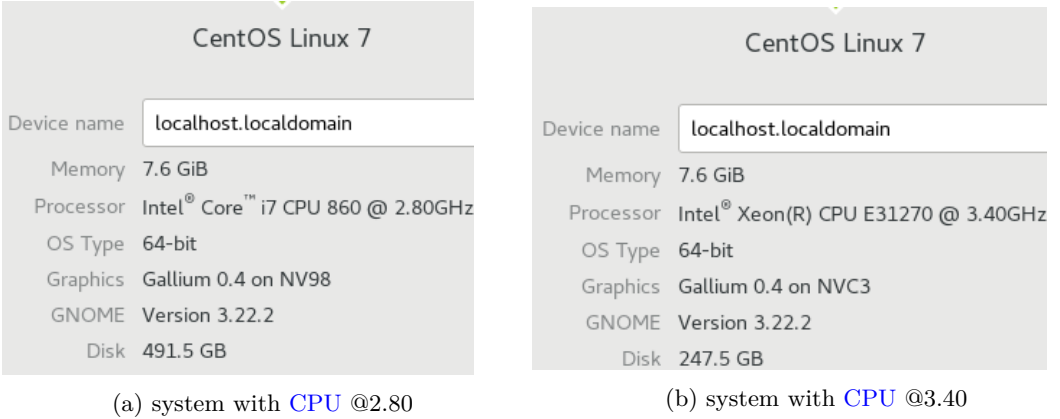 CentOS Linux 7
Device name localhost.localdomain
Memory 7.6 GiB
Processor Intel® Core™ i7 CPU 860 @ 2.80GHz
OS Type 64-bit
Graphics Gallium 0.4 on NV98
GNOME Version 3.22.2
Disk 491.5 GB
(a) system with CPU @2.80
CentOS Linux 7
Device name localhost.localdomain
Memory 7.6 GiB
Processor Intel® Xeon(R) CPU E31270 @ 3.40GHz
OS Type 64-bit
Graphics Gallium 0.4 on NVC3
GNOME Version 3.22.2
Disk 247.5 GB
(b) system with CPU @3.40